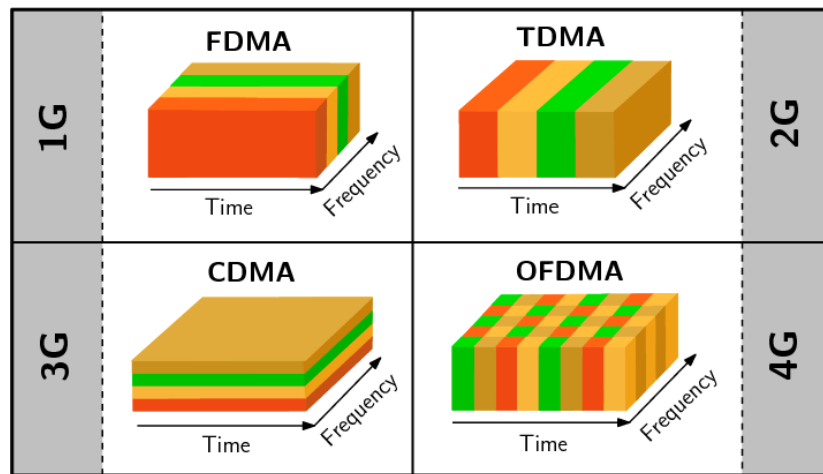 1G
FDMA
Time
Frequency
TDMA
Time
Frequency
2G
3G
CDMA
Time
Frequency
OFDMA
Time
Frequency
4G